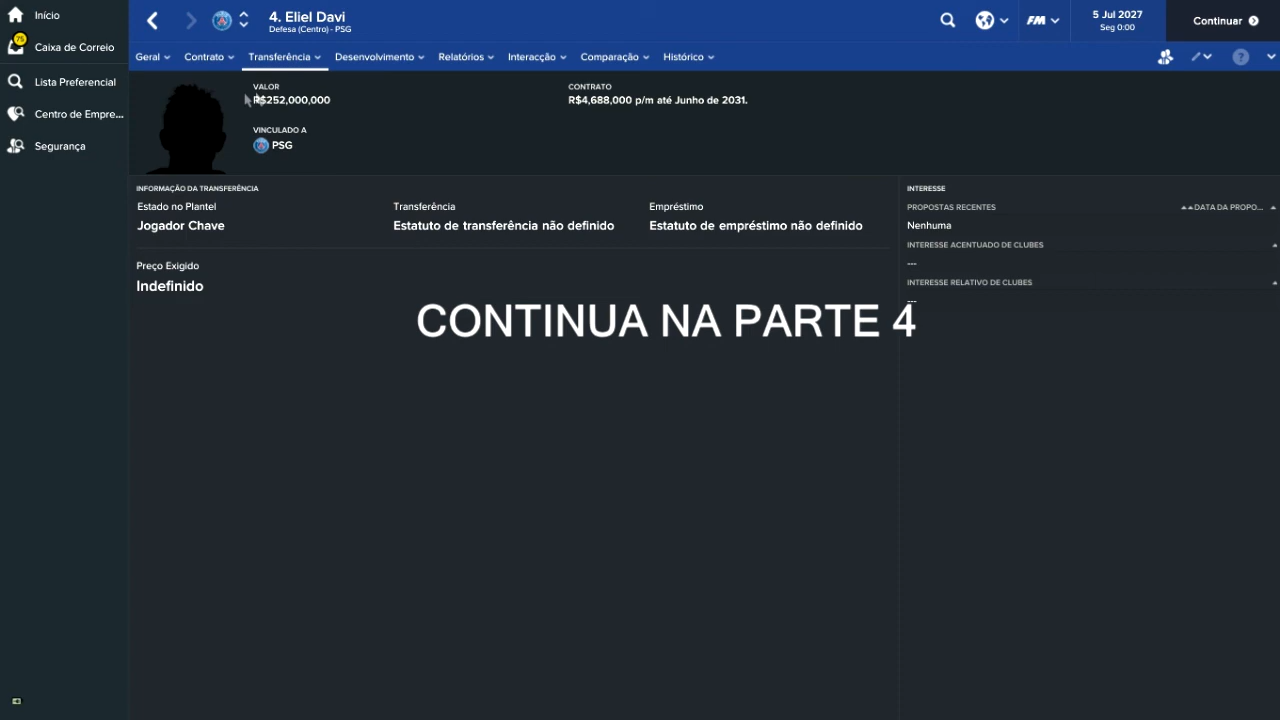 Início
75
Caixa de Correio
Lista Preferencial
Centro de Empre...
Segurança
4. Eliel Davi
Defesa (Centro) - PSG
FM
5 Jul 2027
Seg 0:00
Continuar
Geral
Contrato
Transferência
Desenvolvimento
Relatórios
Interacção
Comparação
Histórico
VALOR
R$252,000,000
CONTRATO
R$4,688,000 p/m até Junho de 2031.
VINCULADO A
PSG
INFORMAÇÃO DA TRANSFERÊNCIA
Estado no Plantel
Jogador Chave
Transferência
Estatuto de transferência não definido
Empréstimo
Estatuto de empréstimo não definido
Preço Exigido
Indefinido
INTERESSE
PROPOSTAS RECENTES
DATA DA PROPO...
Nenhuma
INTERESSE ACENTUADO DE CLUBES
---
INTERESSE RELATIVO DE CLUBES
---
CONTINUA NA PARTE 4